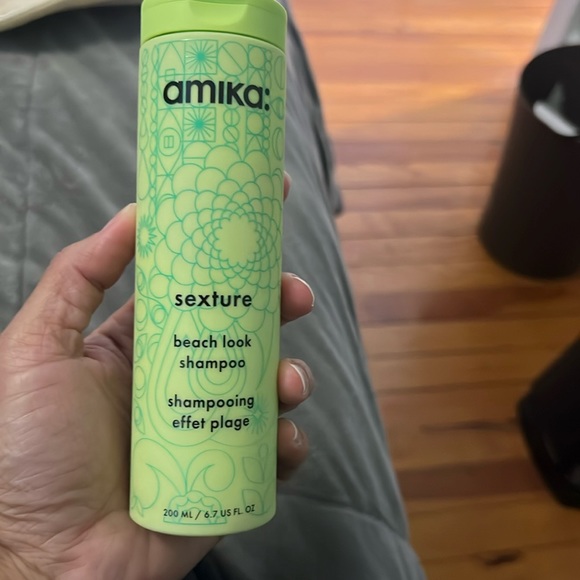 amika:
sexture
beach look
shampoo
shampooing
effet plage
200 ML / 6.7 US FL. OZ